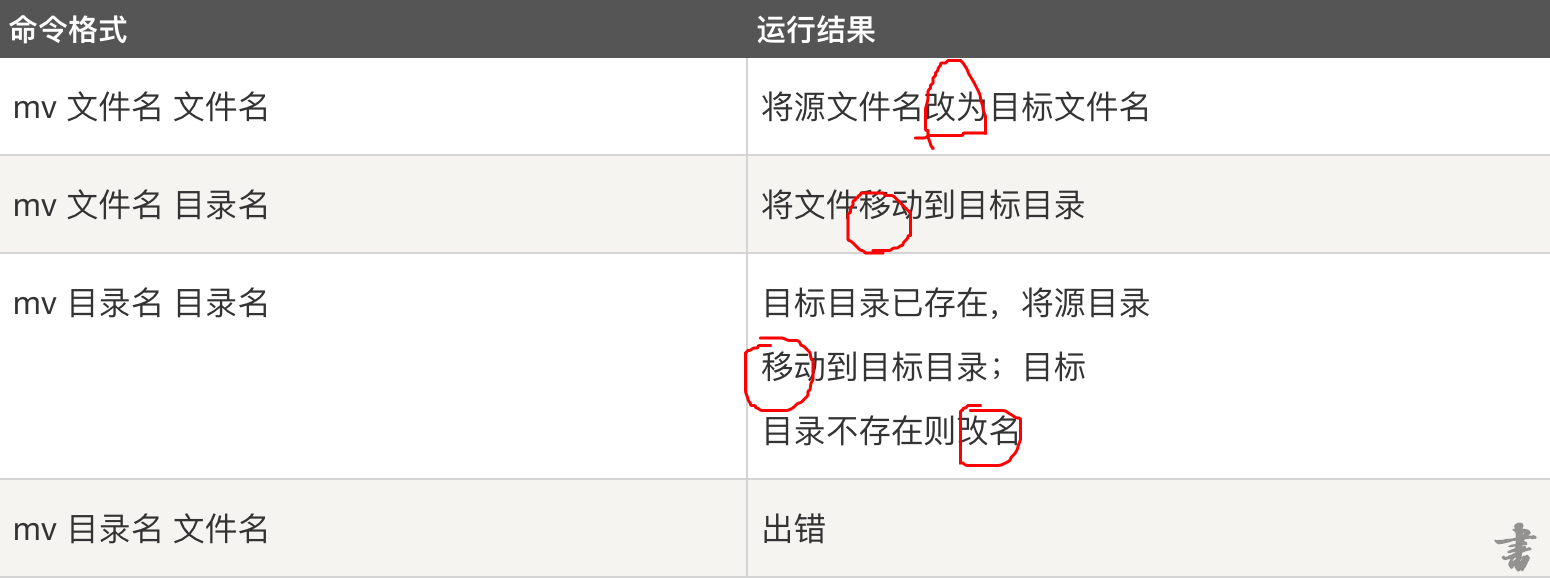 命令格式 运行结果
mv 文件名 文件名 将源文件名改为目标文件名
mv 文件名 目录名 将文件移动到目标目录
mv 目录名 目录名 目标目录已存在，将源目录
移动到目标目录；目标
目录不存在则改名
mv 目录名 文件名 出错
書